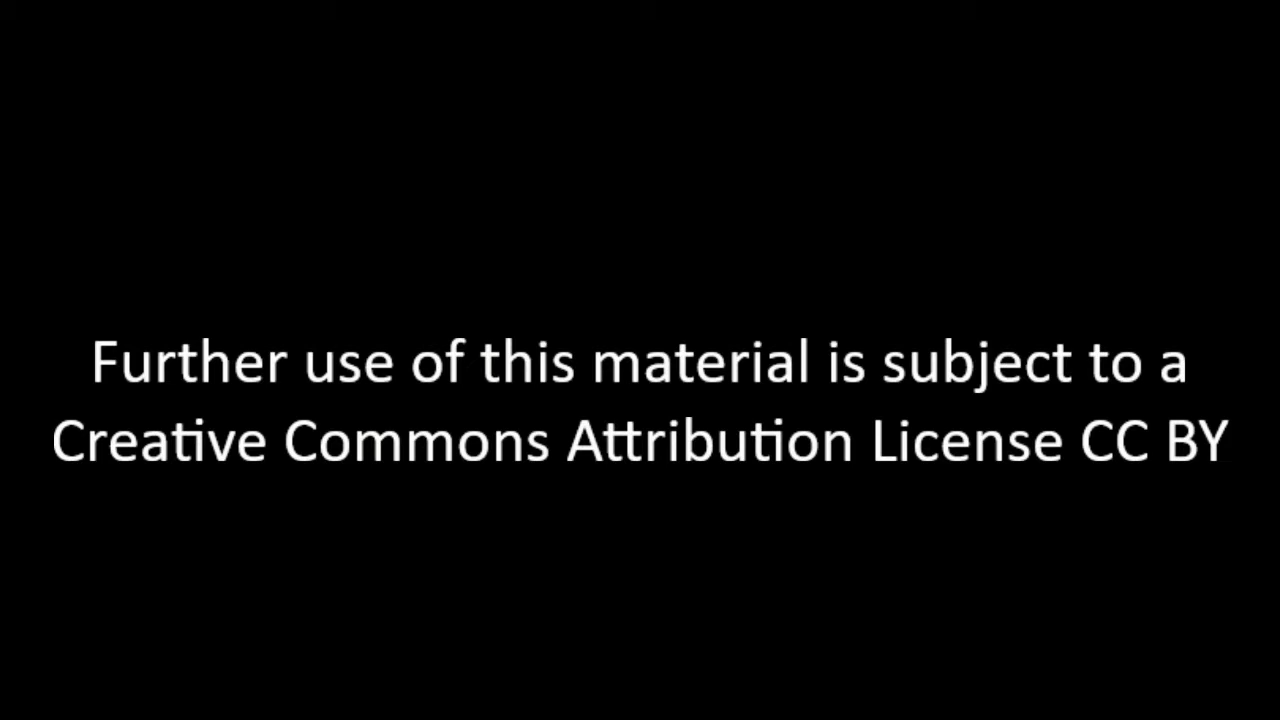 Further use of this material is subject to a
Creative Commons Attribution License CC BY